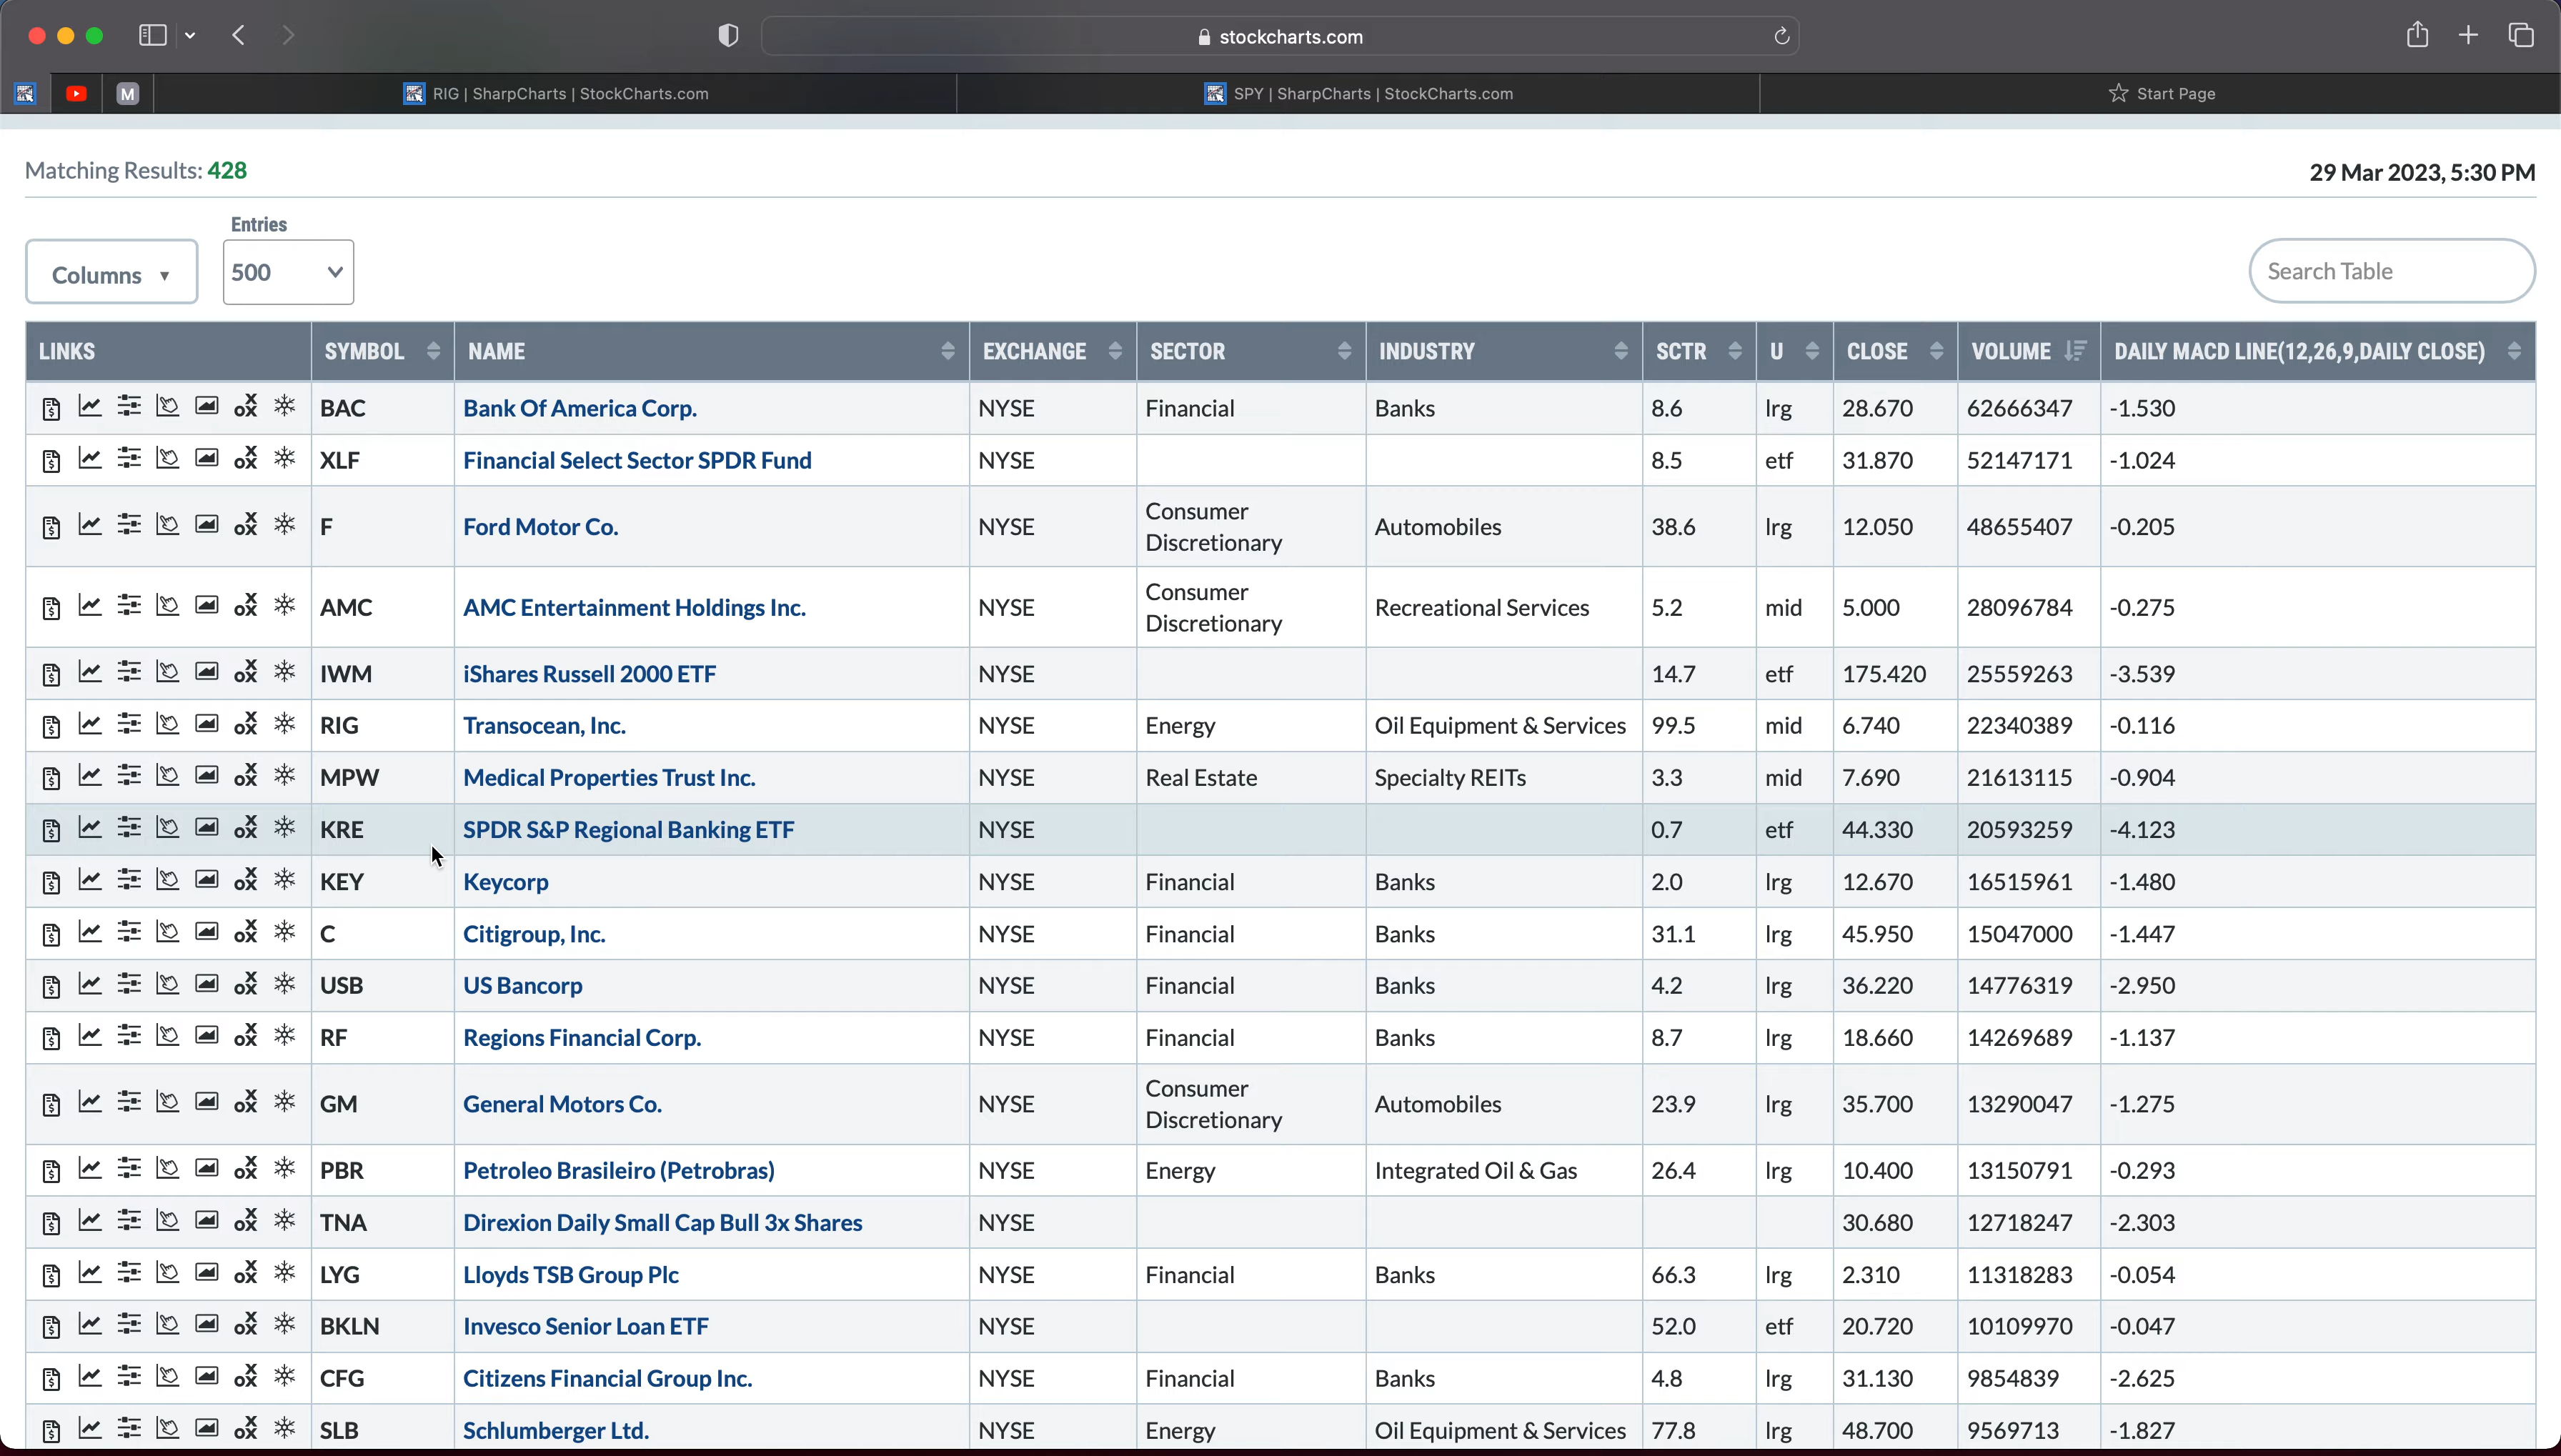 stockcharts.com
M
RIG | SharpCharts | StockCharts.com
SPY | SharpCharts | StockCharts.com
Start Page
Matching Results: 428
29 Mar 2023, 5:30 PM
Entries
Columns ▼
500
Search Table
LINKS SYMBOL NAME EXCHANGE SECTOR INDUSTRY SCTR U CLOSE VOLUME DAILY MACD LINE(12,26,9,DAILY CLOSE)
BAC Bank Of America Corp. NYSE Financial Banks 8.6 lrg 28.670 62666347 -1.530
XLF Financial Select Sector SPDR Fund NYSE 8.5 etf 31.870 52147171 -1.024
F Ford Motor Co. NYSE Consumer Discretionary Automobiles 38.6 lrg 12.050 48655407 -0.205
AMC AMC Entertainment Holdings Inc. NYSE Consumer Discretionary Recreational Services 5.2 mid 5.000 28096784 -0.275
IWM iShares Russell 2000 ETF NYSE 14.7 etf 175.420 25559263 -3.539
RIG Transocean, Inc. NYSE Energy Oil Equipment & Services 99.5 mid 6.740 22340389 -0.116
MPW Medical Properties Trust Inc. NYSE Real Estate Specialty REITs 3.3 mid 7.690 21613115 -0.904
KRE SPDR S&P Regional Banking ETF NYSE 0.7 etf 44.330 20593259 -4.123
KEY Keycorp NYSE Financial Banks 2.0 lrg 12.670 16515961 -1.480
C Citigroup, Inc. NYSE Financial Banks 31.1 lrg 45.950 15047000 -1.447
USB US Bancorp NYSE Financial Banks 4.2 lrg 36.220 14776319 -2.950
RF Regions Financial Corp. NYSE Financial Banks 8.7 lrg 18.660 14269689 -1.137
GM General Motors Co. NYSE Consumer Discretionary Automobiles 23.9 lrg 35.700 13290047 -1.275
PBR Petroleo Brasileiro (Petrobras) NYSE Energy Integrated Oil & Gas 26.4 lrg 10.400 13150791 -0.293
TNA Direxion Daily Small Cap Bull 3x Shares NYSE 30.680 12718247 -2.303
LYG Lloyds TSB Group Plc NYSE Financial Banks 66.3 lrg 2.310 11318283 -0.054
BKLN Invesco Senior Loan ETF NYSE 52.0 etf 20.720 10109970 -0.047
CFG Citizens Financial Group Inc. NYSE Financial Banks 4.8 lrg 31.130 9854839 -2.625
SLB Schlumberger Ltd. NYSE Energy Oil Equipment & Services 77.8 lrg 48.700 9569713 -1.827